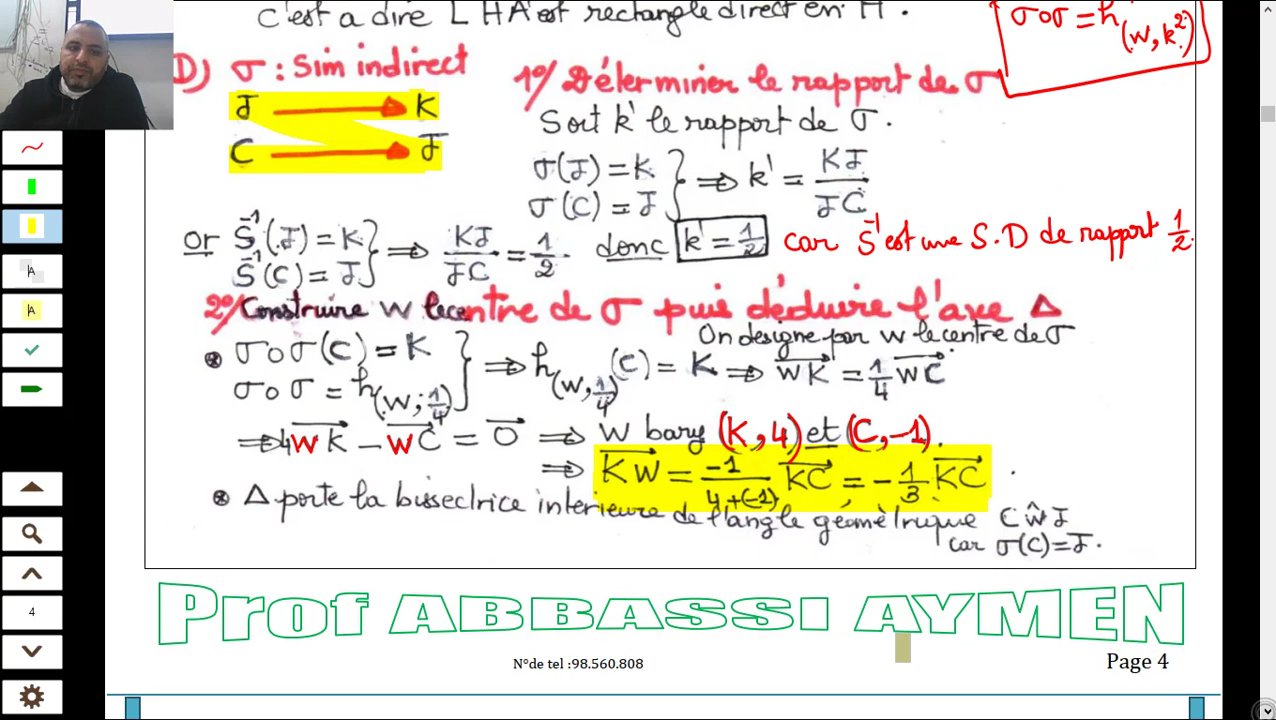 c'est a dire LHA est rectangle direct en H.
σoσ = h(w, k²)
D) σ : Sim indirect
1°/ Déterminer le rapport de σ
J → K
C → J
Soit k' le rapport de σ.
σ(J) = K
σ(C) = J } ⇒ k' = KJ/JC
or S⁻¹(J) = K
S⁻¹(C) = J } ⇒ KJ/JC = 1/2 donc k' = 1/2 car S⁻¹ est une S.D de rapport 1/2
2°/ Construire w lecentre de σ puis déduire l'axe Δ
On designe par w le centre de σ
σoσ(C) = K
σoσ = h(w; 1/4) } ⇒ h(w, 1/4)(C) = K ⇒ wK = 1/4 wC
⇒ 4wK − wC = 0 ⇒ w bary (K, 4) et (C, -1).
⇒ Kw = -1/(4+(-1)) KC = -1/3 KC .
Δ porte la bissectrice interieure de l'angle géométrique CŵJ
car σ(C) = J.
Prof ABBASSI AYMEN
N°de tel :98.560.808
Page 4
A
A
4